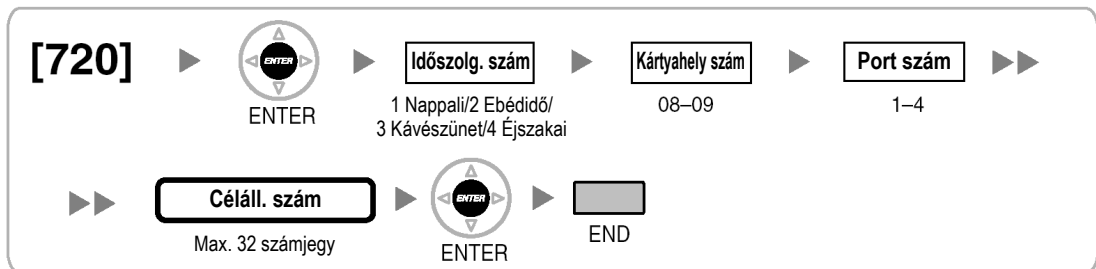 [720] ENTER Időszolg. szám Kártyahely szám Port szám
ENTER 1 Nappali/2 Ebédidő/ 08–09 1–4
3 Kávészünet/4 Éjszakai
Céláll. szám ENTER
Max. 32 számjegy ENTER END